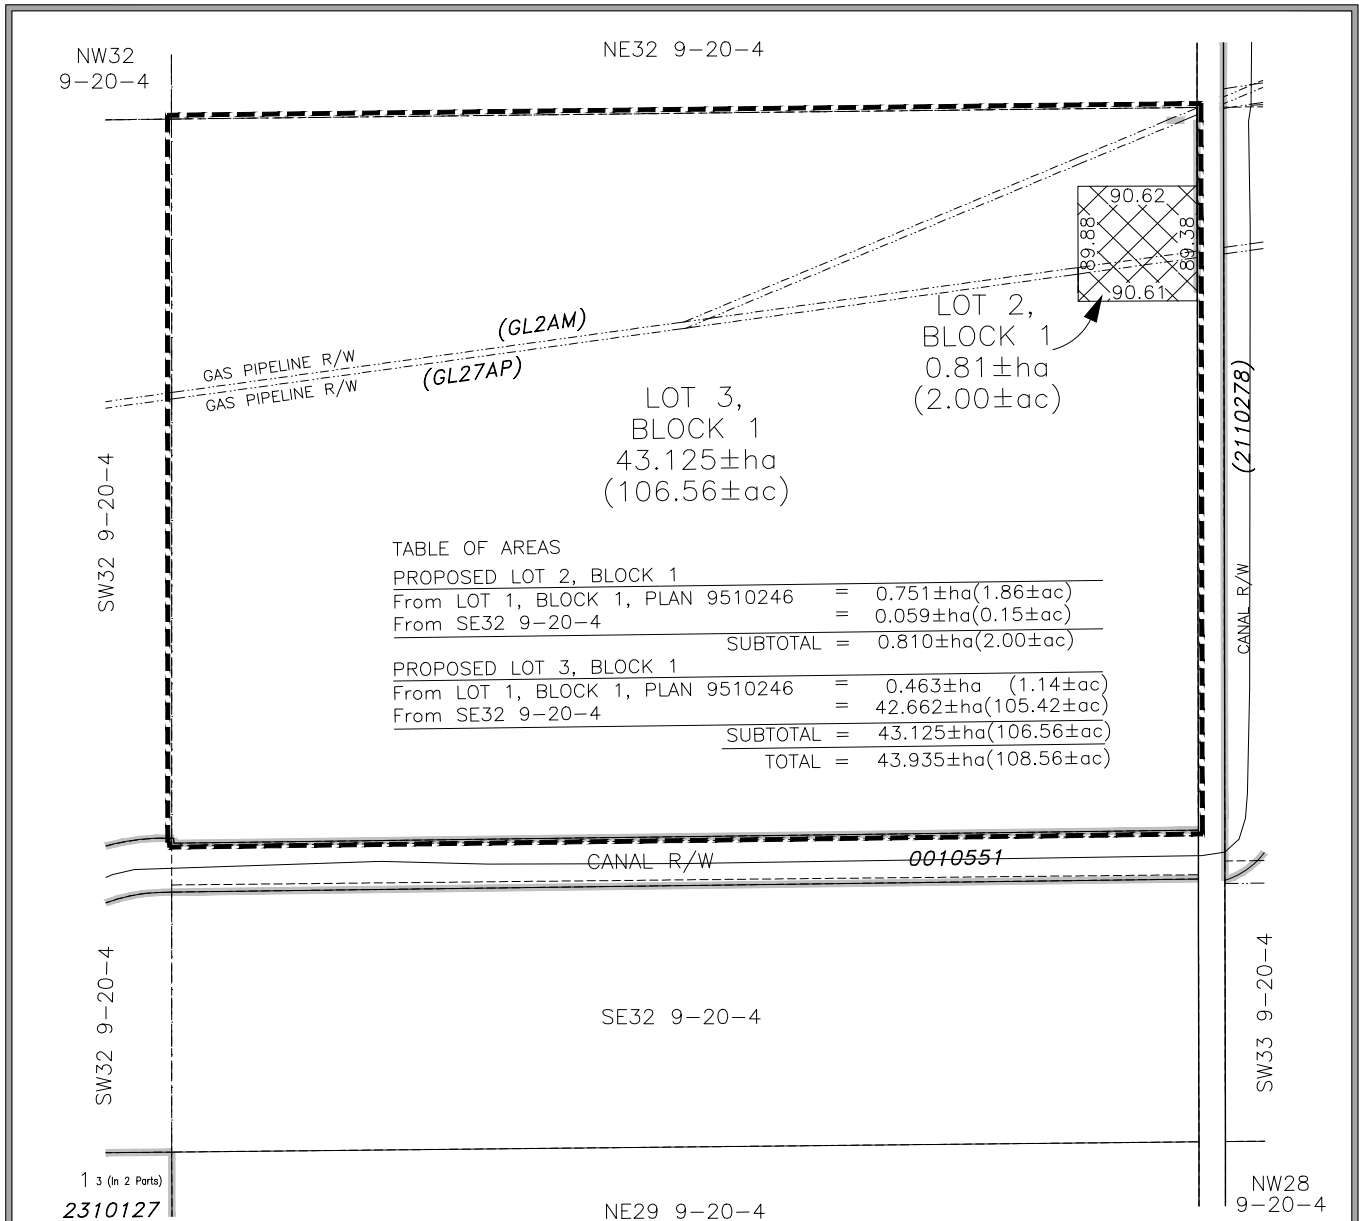 NW32
9-20-4
NE32 9-20-4
90.62
89.88
89.38
90.61
LOT 2,
BLOCK 1
0.81±ha
(2.00±ac)
(GL2AM)
GAS PIPELINE R/W
(GL27AP)
GAS PIPELINE R/W
LOT 3,
BLOCK 1
43.125±ha
(106.56±ac)
(2110278)
CANAL R/W
SW32 9-20-4
TABLE OF AREAS
PROPOSED LOT 2, BLOCK 1
From LOT 1, BLOCK 1, PLAN 9510246 = 0.751±ha(1.86±ac)
From SE32 9-20-4 = 0.059±ha(0.15±ac)
SUBTOTAL = 0.810±ha(2.00±ac)
PROPOSED LOT 3, BLOCK 1
From LOT 1, BLOCK 1, PLAN 9510246 = 0.463±ha (1.14±ac)
From SE32 9-20-4 = 42.662±ha(105.42±ac)
SUBTOTAL = 43.125±ha(106.56±ac)
TOTAL = 43.935±ha(108.56±ac)
CANAL R/W 0010551
SW32 9-20-4
SE32 9-20-4
SW33 9-20-4
1 3 (In 2 Parts)
2310127
NE29 9-20-4
NW28
9-20-4